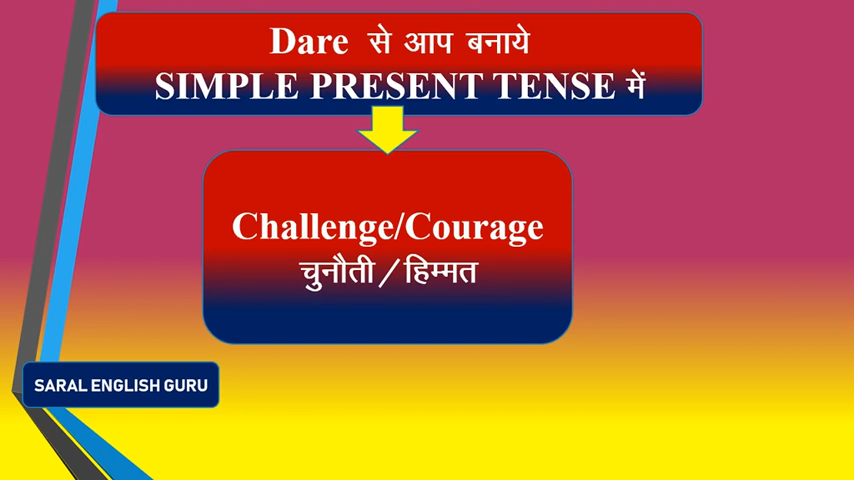 Dare से आप बनाये
SIMPLE PRESENT TENSE में
Challenge/Courage
चुनौती/हिम्मत
SARAL ENGLISH GURU